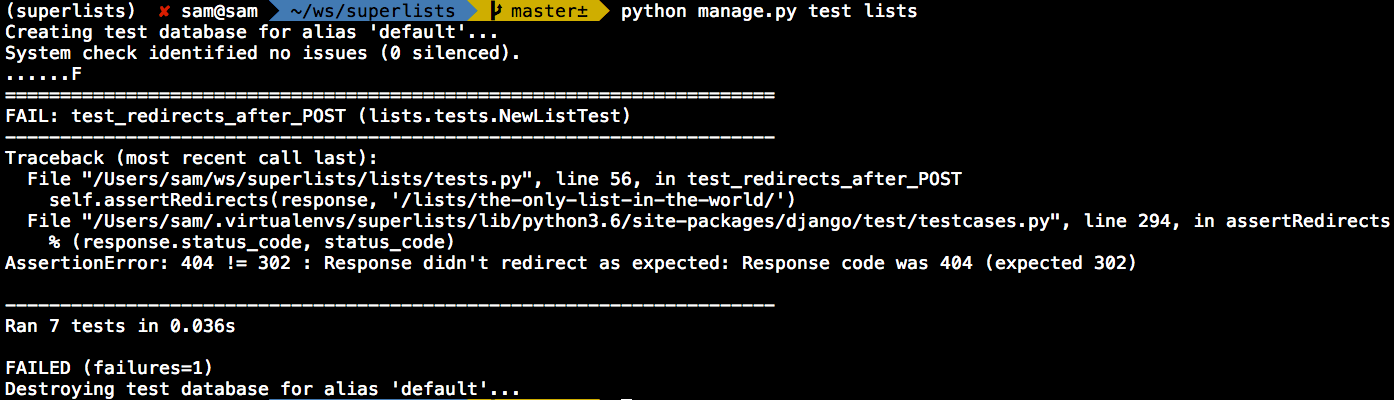 (superlists) ✘ sam@sam ~/ws/superlists master± python manage.py test lists
Creating test database for alias 'default'...
System check identified no issues (0 silenced).
......F
======================================================================
FAIL: test_redirects_after_POST (lists.tests.NewListTest)
----------------------------------------------------------------------
Traceback (most recent call last):
  File "/Users/sam/ws/superlists/lists/tests.py", line 56, in test_redirects_after_POST
    self.assertRedirects(response, '/lists/the-only-list-in-the-world/')
  File "/Users/sam/.virtualenvs/superlists/lib/python3.6/site-packages/django/test/testcases.py", line 294, in assertRedirects
    % (response.status_code, status_code)
AssertionError: 404 != 302 : Response didn't redirect as expected: Response code was 404 (expected 302)
----------------------------------------------------------------------
Ran 7 tests in 0.036s
FAILED (failures=1)
Destroying test database for alias 'default'...